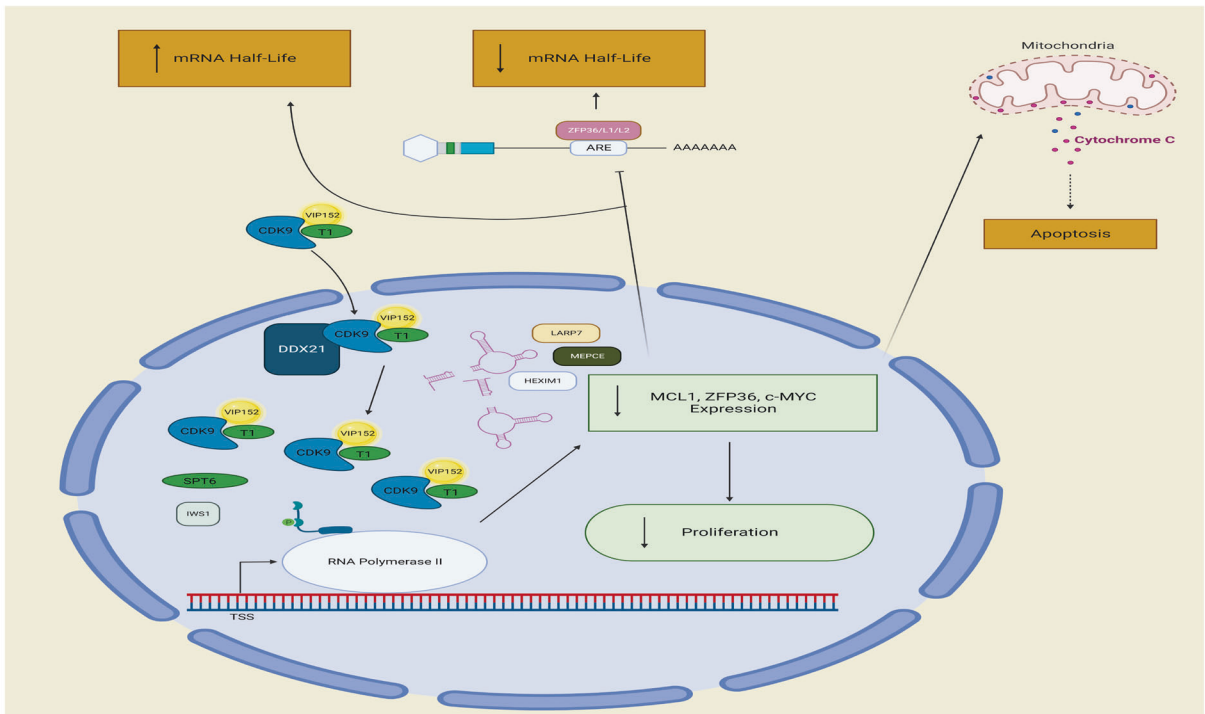 ↑ mRNA Half-Life
↓ mRNA Half-Life
Mitochondria
ZFP36/L1/L2
ARE
AAAAAAA
Cytochrome C
Apoptosis
VIP152
CDK9
T1
VIP152
CDK9
T1
DDX21
LARP7
MEPCE
HEXIM1
↓ MCL1, ZFP36, c-MYC
Expression
VIP152
CDK9
T1
VIP152
CDK9
T1
VIP152
CDK9
T1
SPT6
IWS1
P
RNA Polymerase II
↓ Proliferation
TSS